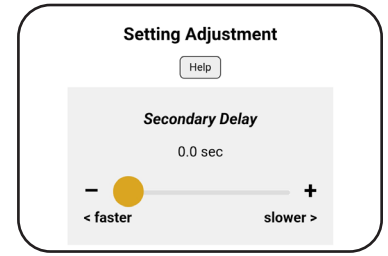 Setting Adjustment
Help
Secondary Delay
0.0 sec
− +
< faster slower >